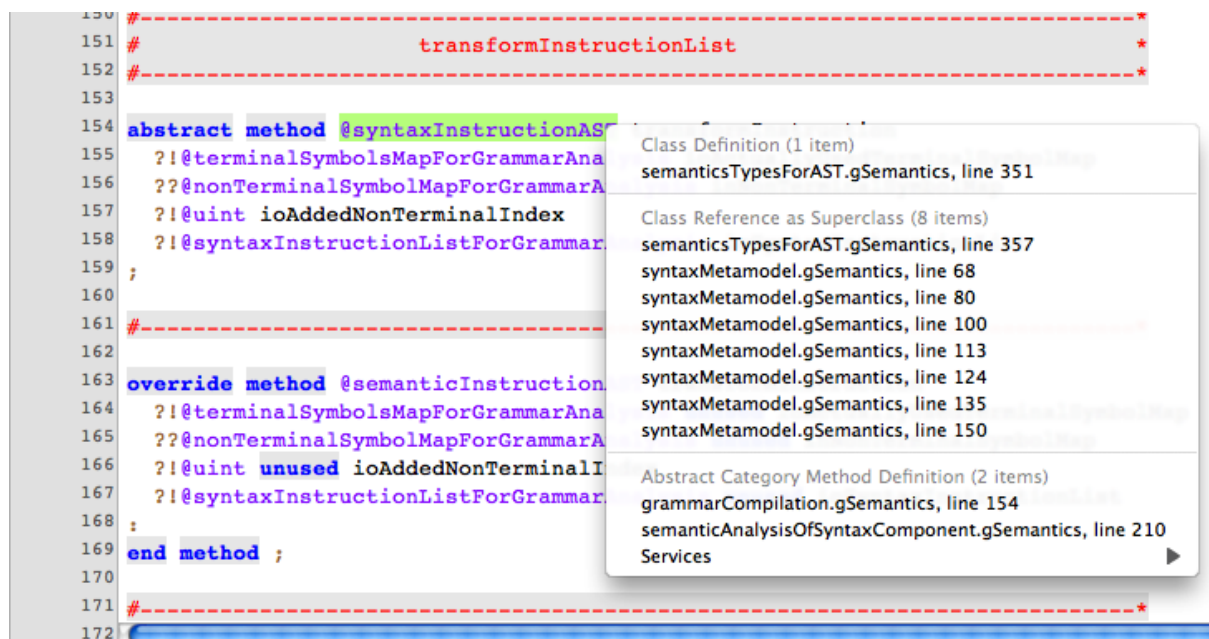 150 #---------------------------------------------------------------------------*
151 #                     transformInstructionList                              *
152 #---------------------------------------------------------------------------*
153
154 abstract method @syntaxInstructionAST
155   ?!@terminalSymbolsMapForGrammarAna
156   ??@nonTerminalSymbolMapForGrammarA
157   ?!@uint ioAddedNonTerminalIndex
158   ?!@syntaxInstructionListForGrammar
159 ;
160
161 #---------------------------------------------------------------------------*
162
163 override method @semanticInstruction
164   ?!@terminalSymbolsMapForGrammarAna
165   ??@nonTerminalSymbolMapForGrammarA
166   ?!@uint unused ioAddedNonTerminalIndex
167   ?!@syntaxInstructionListForGrammar
168 :
169 end method ;
170
171 #---------------------------------------------------------------------------*
172
Class Definition (1 item)
semanticsTypesForAST.gSemantics, line 351
Class Reference as Superclass (8 items)
semanticsTypesForAST.gSemantics, line 357
syntaxMetamodel.gSemantics, line 68
syntaxMetamodel.gSemantics, line 80
syntaxMetamodel.gSemantics, line 100
syntaxMetamodel.gSemantics, line 113
syntaxMetamodel.gSemantics, line 124
syntaxMetamodel.gSemantics, line 135
syntaxMetamodel.gSemantics, line 150
Abstract Category Method Definition (2 items)
grammarCompilation.gSemantics, line 154
semanticAnalysisOfSyntaxComponent.gSemantics, line 210
Services